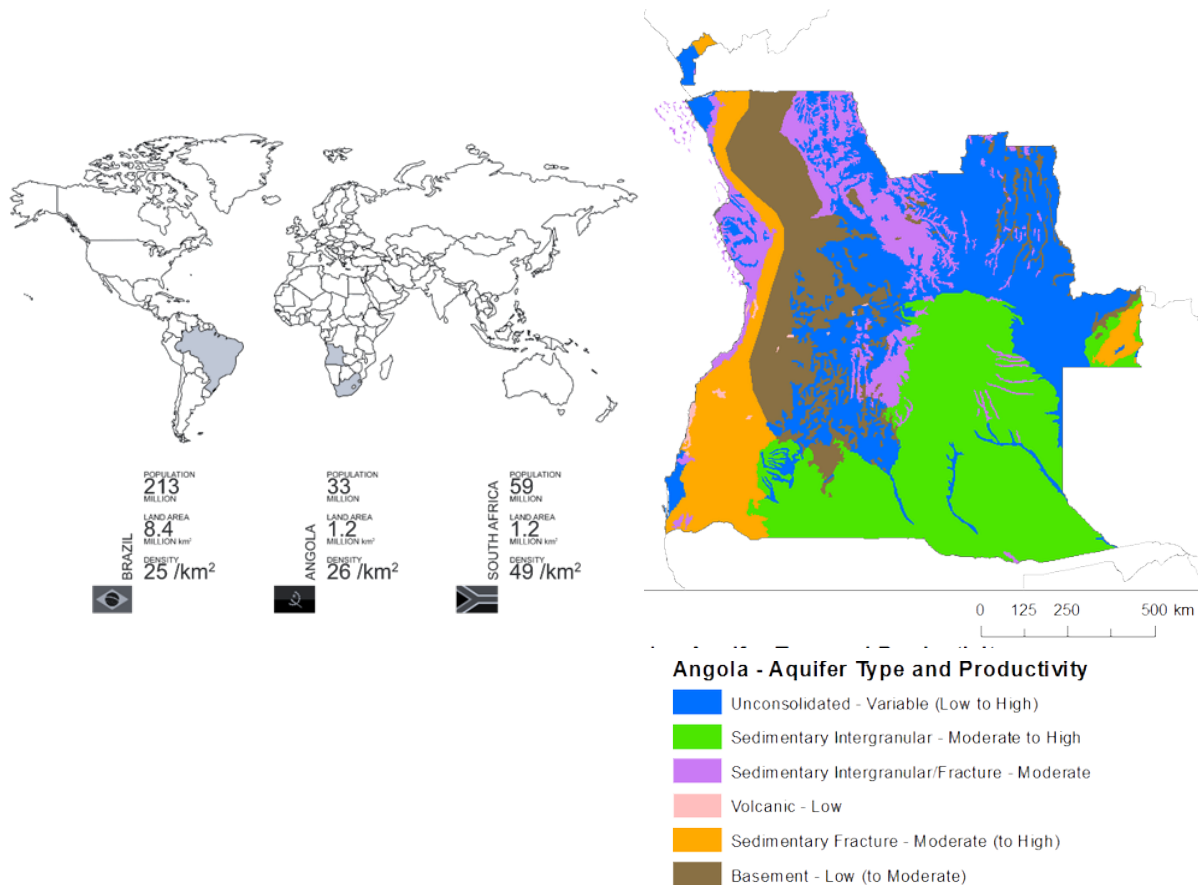 POPULATION
213
MILLION
LAND AREA
8.4
MILLION km²
DENSITY
25 /km²
BRAZIL
POPULATION
33
MILLION
LAND AREA
1.2
MILLION km²
DENSITY
26 /km²
ANGOLA
POPULATION
59
MILLION
LAND AREA
1.2
MILLION km²
DENSITY
49 /km²
SOUTH AFRICA
0 125 250 500 km
Angola - Aquifer Type and Productivity
Unconsolidated - Variable (Low to High)
Sedimentary Intergranular - Moderate to High
Sedimentary Intergranular/Fracture - Moderate
Volcanic - Low
Sedimentary Fracture - Moderate (to High)
Basement - Low (to Moderate)